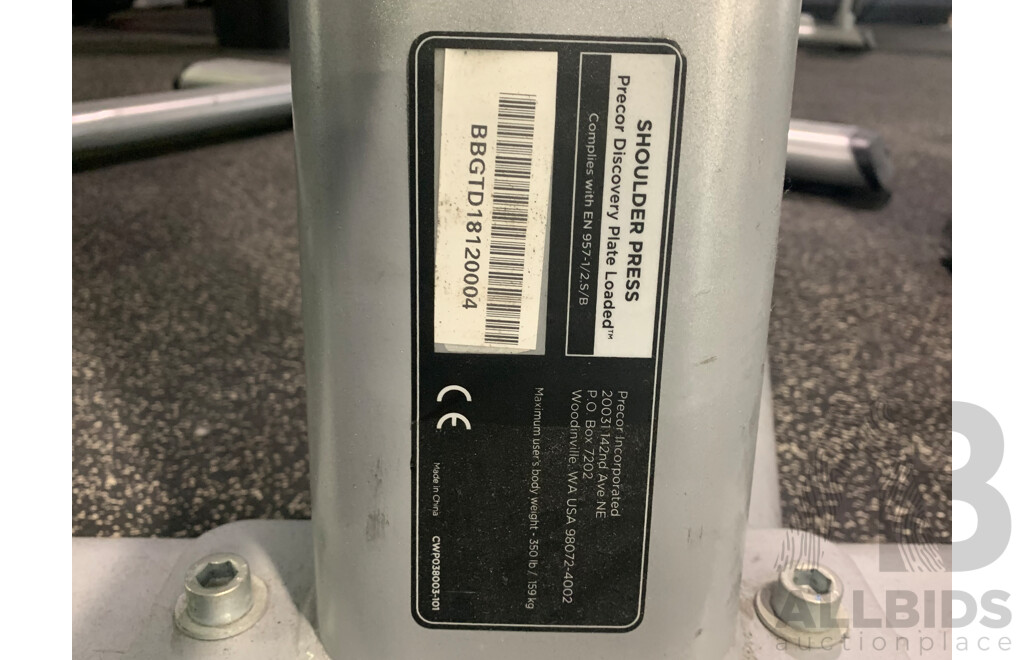 SHOULDER PRESS
Precor Discovery Plate Loaded™
Complies with EN 957-1/2,S/B
BBGTD18120004
Precor Incorporated
20031 142nd Ave NE
P.O. Box 7202
Woodinville, WA USA 98072-4002
Maximum user's body weight - 350 lb / 159 kg
CE
Made in China
CWP038003-101
B
ALLBIDS
auctionplace